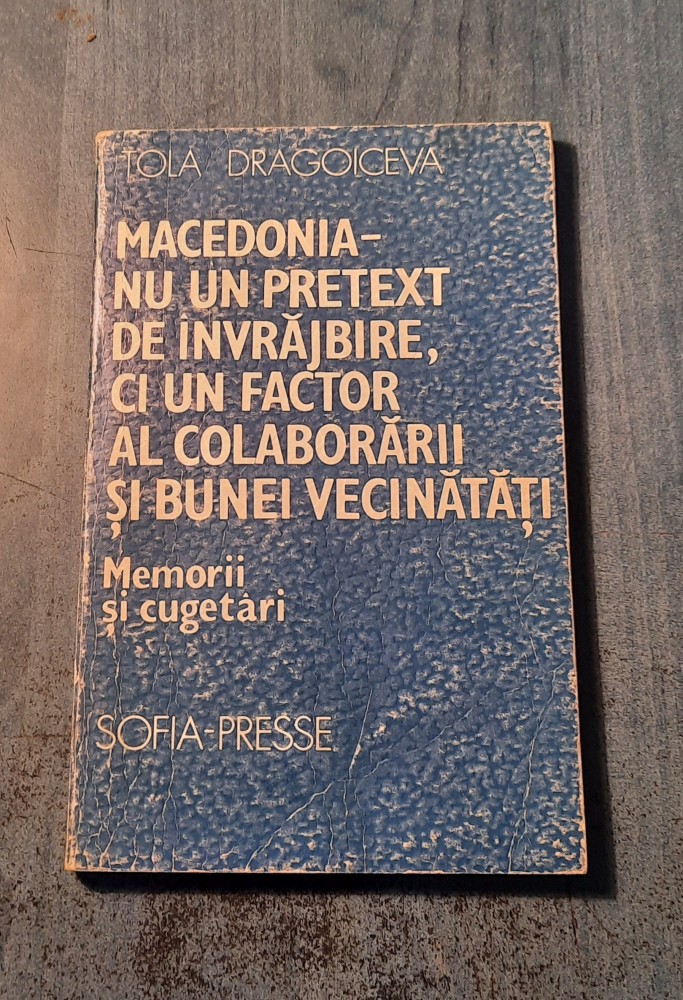 TOLA DRAGOICEVA
MACEDONIA-
NU UN PRETEXT
DE ÎNVRĂJBIRE,
CI UN FACTOR
AL COLABORĂRII
ȘI BUNEI VECINĂTĂȚI
Memorii
și cugetări
SOFIA-PRESSE